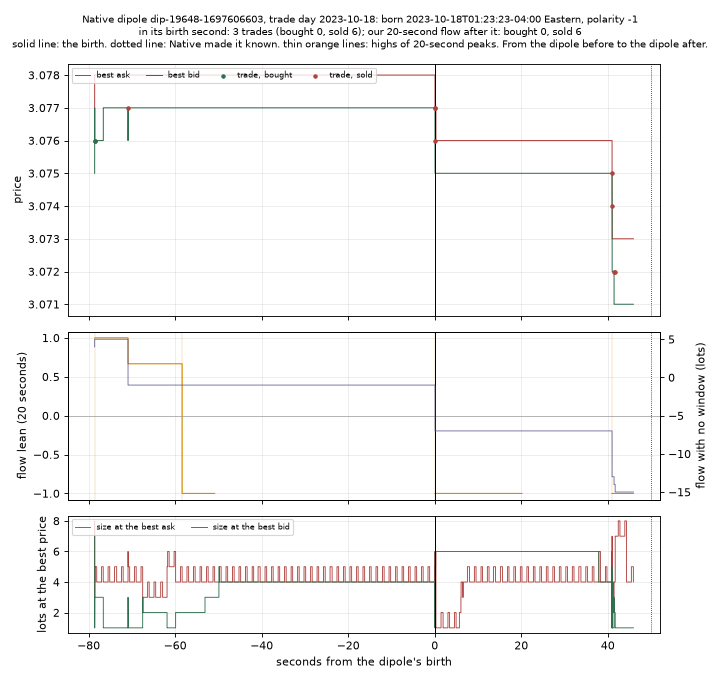 Native dipole dip-19648-1697606603, trade day 2023-10-18: born 2023-10-18T01:23:23-04:00 Eastern, polarity -1
in its birth second: 3 trades (bought 0, sold 6); our 20-second flow after it: bought 0, sold 6
solid line: the birth. dotted line: Native made it known. thin orange lines: highs of 20-second peaks. From the dipole before to the dipole after.
best ask best bid trade, bought trade, sold
3.078
3.077
3.076
3.075
3.074
3.073
3.072
3.071
price
1.0
0.5
0.0
−0.5
−1.0
flow lean (20 seconds)
5
0
−5
−10
−15
flow with no window (lots)
size at the best ask size at the best bid
8
6
4
2
lots at the best price
−80 −60 −40 −20 0 20 40
seconds from the dipole's birth